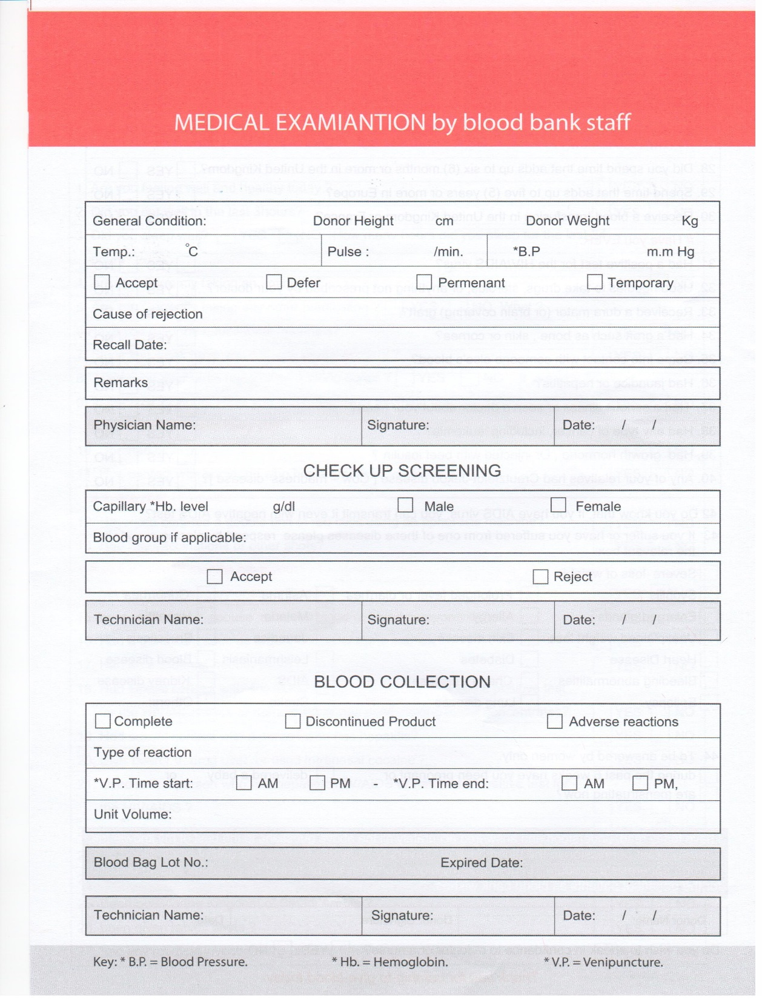 MEDICAL EXAMIANTION by blood bank staff
General Condition: Donor Height cm Donor Weight Kg
Temp.: °C Pulse : /min. *B.P m.m Hg
Accept Defer Permenant Temporary
Cause of rejection
Recall Date:
Remarks
Physician Name: Signature: Date: / /
CHECK UP SCREENING
Capillary *Hb. level g/dl Male Female
Blood group if applicable:
Accept Reject
Technician Name: Signature: Date: / /
BLOOD COLLECTION
Complete Discontinued Product Adverse reactions
Type of reaction
*V.P. Time start: AM PM *V.P. Time end: AM PM,
Unit Volume:
Blood Bag Lot No.: Expired Date:
Technician Name: Signature: Date: / /
Key: * B.P. = Blood Pressure. * Hb. = Hemoglobin. * V.P. = Venipuncture.